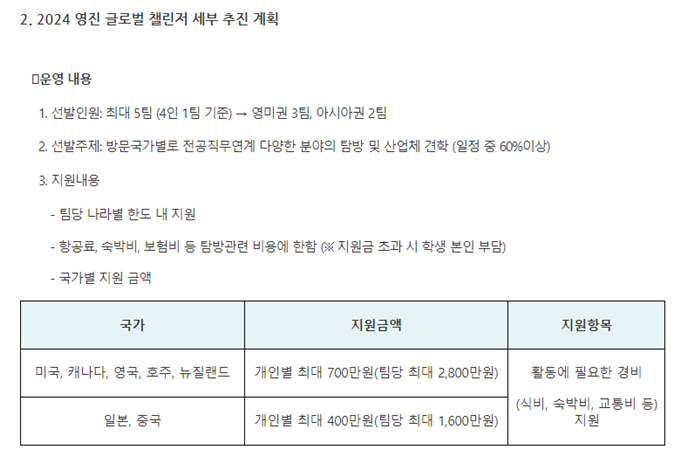 2. 2024 영진 글로벌 챌린저 세부 추진 계획
□운영 내용
1. 선발인원: 최대 5팀 (4인 1팀 기준) → 영미권 3팀, 아시아권 2팀
2. 선발주제: 방문국가별로 전공직무연계 다양한 분야의 탐방 및 산업체 견학 (일정 중 60%이상)
3. 지원내용
- 팀당 나라별 한도 내 지원
- 항공료, 숙박비, 보험비 등 탐방관련 비용에 한함 (※ 지원금 초과 시 학생 본인 부담)
- 국가별 지원 금액
국가 지원금액 지원항목
미국, 캐나다, 영국, 호주, 뉴질랜드 개인별 최대 700만원(팀당 최대 2,800만원) 활동에 필요한 경비
(식비, 숙박비, 교통비 등)
지원
일본, 중국 개인별 최대 400만원(팀당 최대 1,600만원)